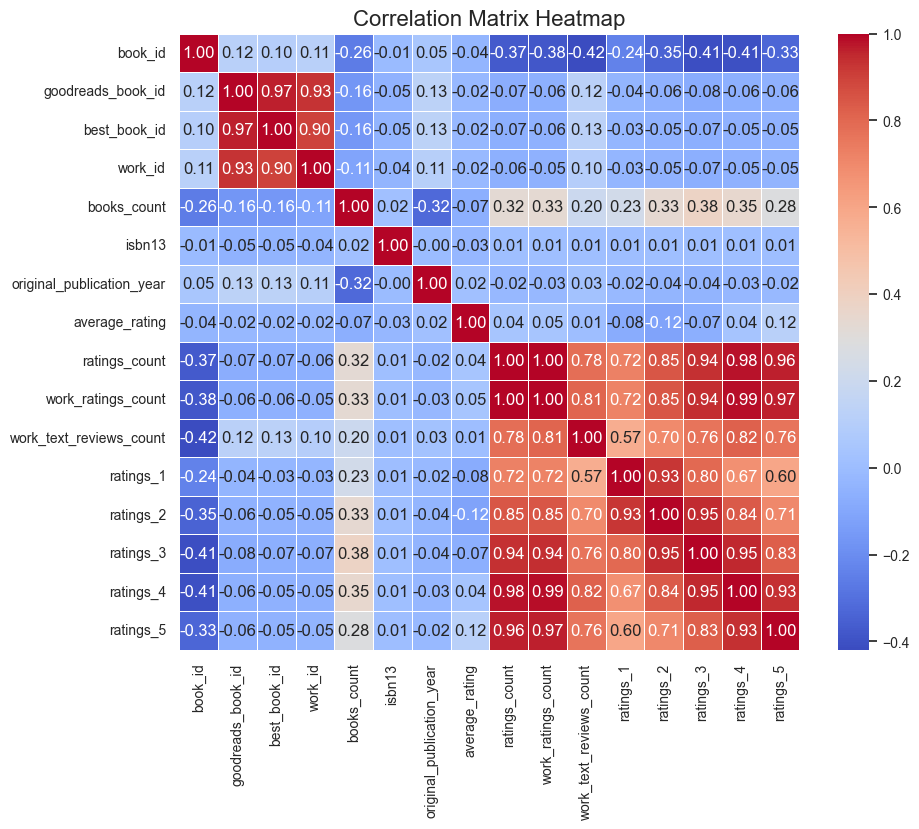 Correlation Matrix Heatmap
book_id 1.00 0.12 0.10 0.11 -0.26 -0.01 0.05 -0.04 -0.37 -0.38 -0.42 -0.24 -0.35 -0.41 -0.41 -0.33
goodreads_book_id 0.12 1.00 0.97 0.93 -0.16 -0.05 0.13 -0.02 -0.07 -0.06 0.12 -0.04 -0.06 -0.08 -0.06 -0.06
best_book_id 0.10 0.97 1.00 0.90 -0.16 -0.05 0.13 -0.02 -0.07 -0.06 0.13 -0.03 -0.05 -0.07 -0.05 -0.05
work_id 0.11 0.93 0.90 1.00 -0.11 -0.04 0.11 -0.02 -0.06 -0.05 0.10 -0.03 -0.05 -0.07 -0.05 -0.05
books_count -0.26 -0.16 -0.16 -0.11 1.00 0.02 -0.32 -0.07 0.32 0.33 0.20 0.23 0.33 0.38 0.35 0.28
isbn13 -0.01 -0.05 -0.05 -0.04 0.02 1.00 -0.00 -0.03 0.01 0.01 0.01 0.01 0.01 0.01 0.01 0.01
original_publication_year 0.05 0.13 0.13 0.11 -0.32 -0.00 1.00 0.02 -0.02 -0.03 0.03 -0.02 -0.04 -0.04 -0.03 -0.02
average_rating -0.04 -0.02 -0.02 -0.02 -0.07 -0.03 0.02 1.00 0.04 0.05 0.01 -0.08 -0.12 -0.07 0.04 0.12
ratings_count -0.37 -0.07 -0.07 -0.06 0.32 0.01 -0.02 0.04 1.00 1.00 0.78 0.72 0.85 0.94 0.98 0.96
work_ratings_count -0.38 -0.06 -0.06 -0.05 0.33 0.01 -0.03 0.05 1.00 1.00 0.81 0.72 0.85 0.94 0.99 0.97
work_text_reviews_count -0.42 0.12 0.13 0.10 0.20 0.01 0.03 0.01 0.78 0.81 1.00 0.57 0.70 0.76 0.82 0.76
ratings_1 -0.24 -0.04 -0.03 -0.03 0.23 0.01 -0.02 -0.08 0.72 0.72 0.57 1.00 0.93 0.80 0.67 0.60
ratings_2 -0.35 -0.06 -0.05 -0.05 0.33 0.01 -0.04 -0.12 0.85 0.85 0.70 0.93 1.00 0.95 0.84 0.71
ratings_3 -0.41 -0.08 -0.07 -0.07 0.38 0.01 -0.04 -0.07 0.94 0.94 0.76 0.80 0.95 1.00 0.95 0.83
ratings_4 -0.41 -0.06 -0.05 -0.05 0.35 0.01 -0.03 0.04 0.98 0.99 0.82 0.67 0.84 0.95 1.00 0.93
ratings_5 -0.33 -0.06 -0.05 -0.05 0.28 0.01 -0.02 0.12 0.96 0.97 0.76 0.60 0.71 0.83 0.93 1.00
book_id
goodreads_book_id
best_book_id
work_id
books_count
isbn13
original_publication_year
average_rating
ratings_count
work_ratings_count
work_text_reviews_count
ratings_1
ratings_2
ratings_3
ratings_4
ratings_5
1.0
0.8
0.6
0.4
0.2
0.0
−0.2
−0.4